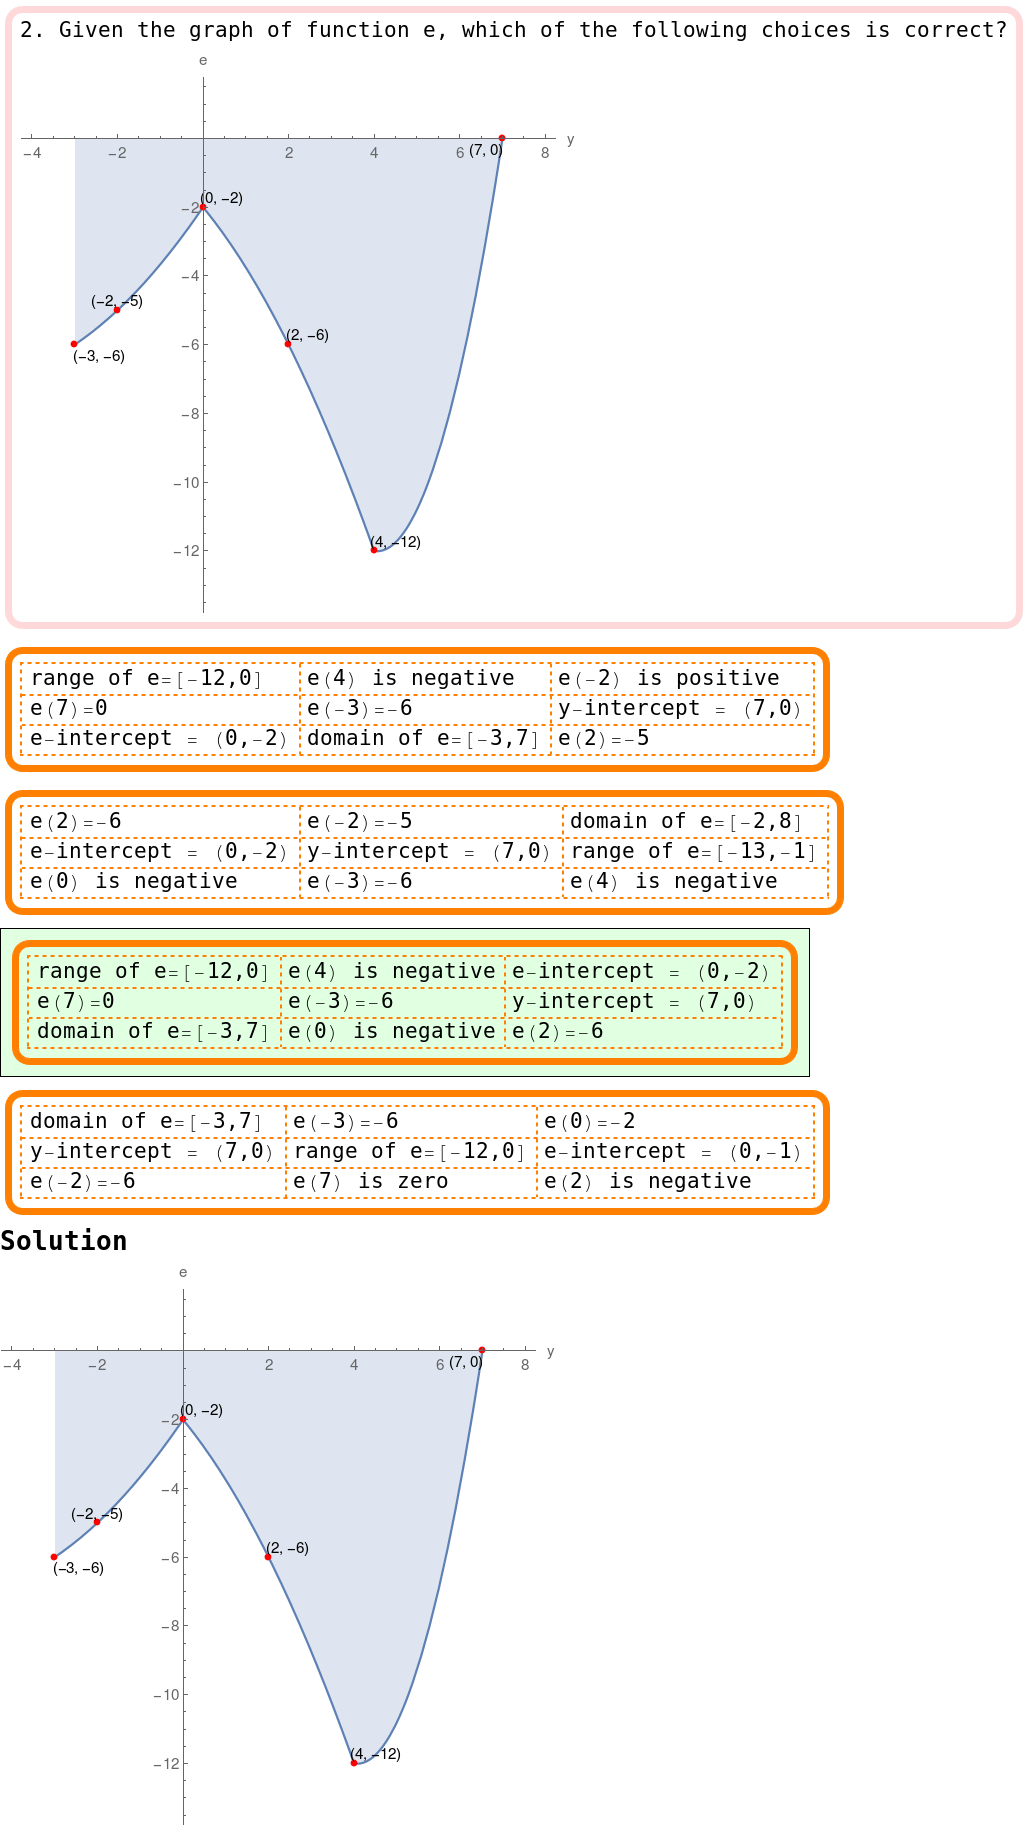 2. Given the graph of function e, which of the following choices is correct?
e
−4 −2 2 4 6 8 y
(7, 0)
(0, −2)
−2
−4
(−2, −5)
(2, −6)
−6
(−3, −6)
−8
−10
(4, −12)
−12
range of e=[-12,0] e(4) is negative e(-2) is positive
e(7)=0 e(-3)=-6 y-intercept = (7,0)
e-intercept = (0,-2) domain of e=[-3,7] e(2)=-5
e(2)=-6 e(-2)=-5 domain of e=[-2,8]
e-intercept = (0,-2) y-intercept = (7,0) range of e=[-13,-1]
e(0) is negative e(-3)=-6 e(4) is negative
range of e=[-12,0] e(4) is negative e-intercept = (0,-2)
e(7)=0 e(-3)=-6 y-intercept = (7,0)
domain of e=[-3,7] e(0) is negative e(2)=-6
domain of e=[-3,7] e(-3)=-6 e(0)=-2
y-intercept = (7,0) range of e=[-12,0] e-intercept = (0,-1)
e(-2)=-6 e(7) is zero e(2) is negative
Solution
e
−4 −2 2 4 6 8 y
(7, 0)
(0, −2)
−2
−4
(−2, −5)
(2, −6)
−6
(−3, −6)
−8
−10
(4, −12)
−12